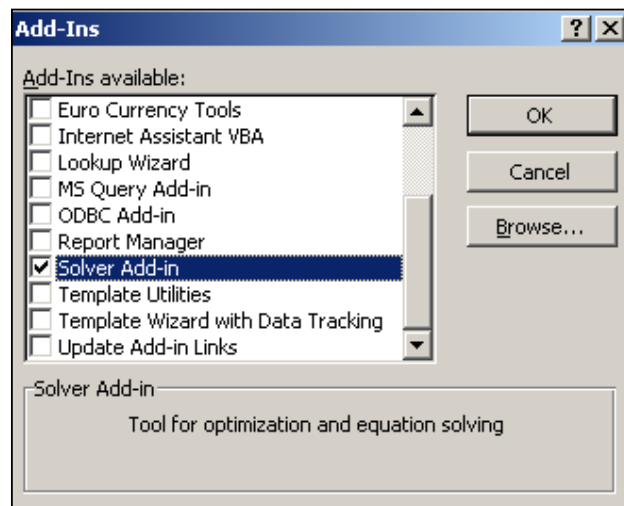 Add-Ins
Add-Ins available:
Euro Currency Tools
Internet Assistant VBA
Lookup Wizard
MS Query Add-in
ODBC Add-in
Report Manager
Solver Add-in
Template Utilities
Template Wizard with Data Tracking
Update Add-in Links
OK
Cancel
Browse...
Solver Add-in
Tool for optimization and equation solving